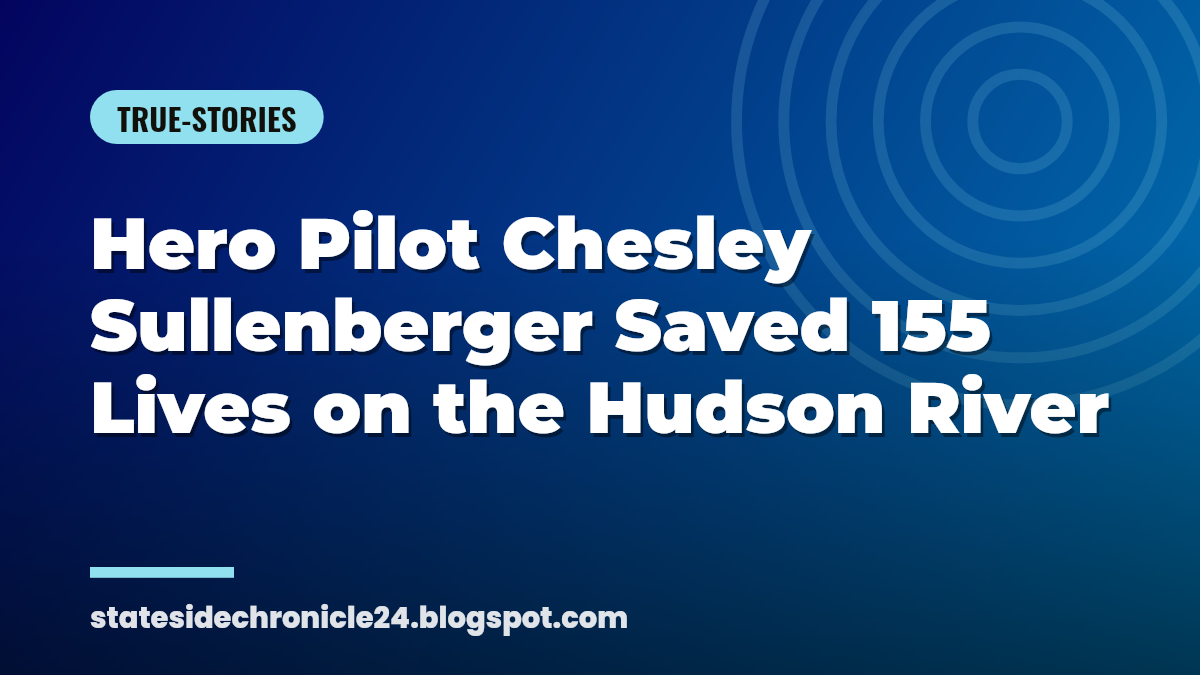 TRUE-STORIES
Hero Pilot Chesley
Sullenberger Saved 155
Lives on the Hudson River
statesidechronicle24.blogspot.com